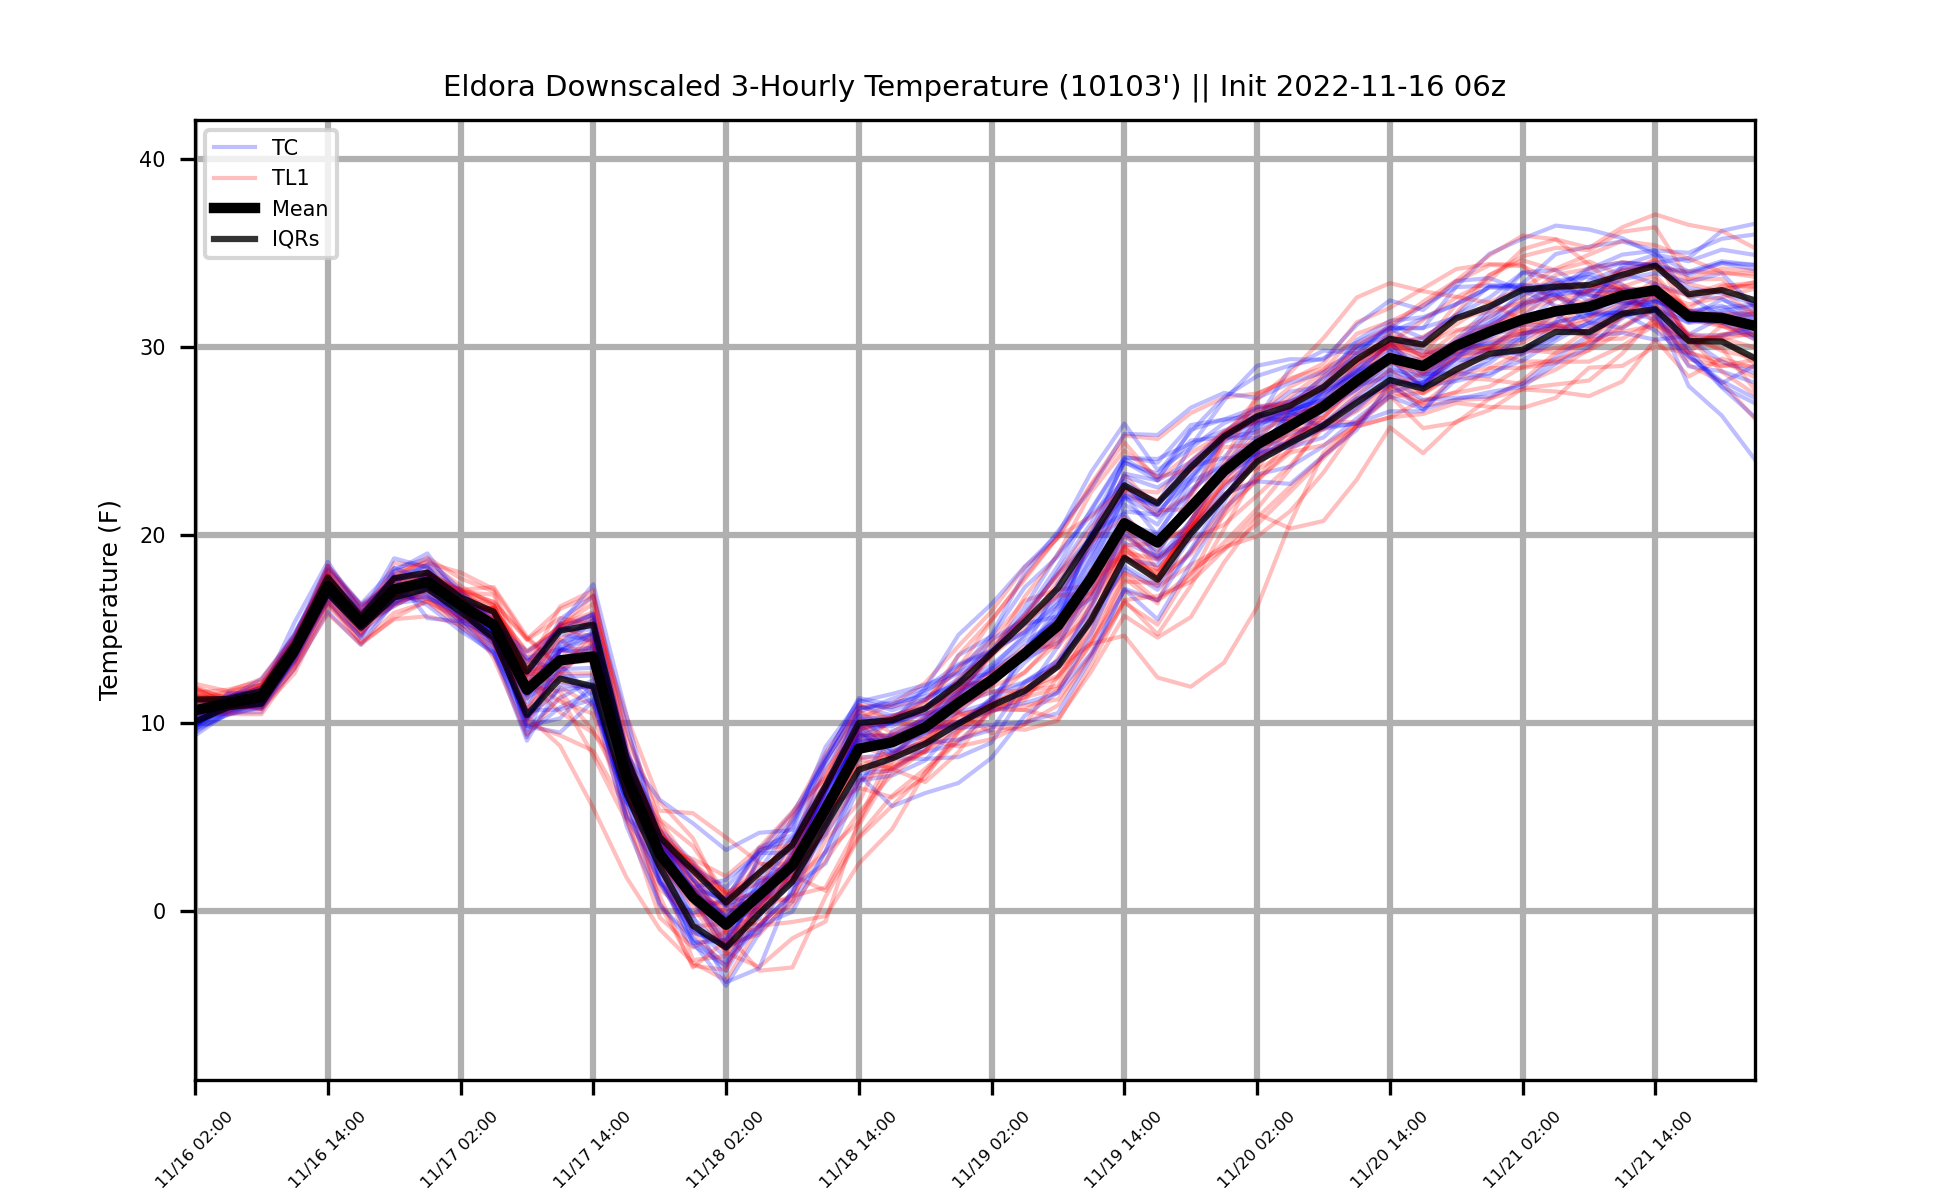 Eldora Downscaled 3-Hourly Temperature (10103') || Init 2022-11-16 06z
TC
TL1
Mean
IQRs
Temperature (F)
40
30
20
10
0
11/16 02:00
11/16 14:00
11/17 02:00
11/17 14:00
11/18 02:00
11/18 14:00
11/19 02:00
11/19 14:00
11/20 02:00
11/20 14:00
11/21 02:00
11/21 14:00